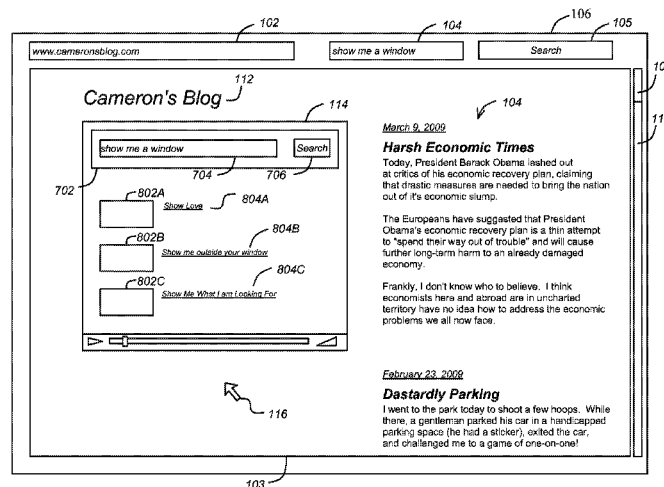 102
104
106
105
www.cameronsblog.com
show me a window
Search
Cameron's Blog
112
114
show me a window
Search
702
704
706
802A
Show Love
804A
802B
Show me outside your window
804B
802C
Show Me What I am Looking For
804C
116
104
March 9, 2009
Harsh Economic Times
Today, President Barack Obama lashed out
at critics of his economic recovery plan, claiming
that drastic measures are needed to bring the nation
out of it's economic slump.
The Europeans have suggested that President
Obama's economic recovery plan is a thin attempt
to "spend their way out of trouble" and will cause
further long-term harm to an already damaged
economy.
Frankly, I don't know who to believe. I think
economists here and abroad are in uncharted
territory have no idea how to address the economic
problems we all now face.
February 23, 2009
Dastardly Parking
I went to the park today to shoot a few hoops. While
there, a gentleman parked his car in a handicapped
parking space (he had a sticker), exited the car,
and challenged me to a game of one-on-one!
103